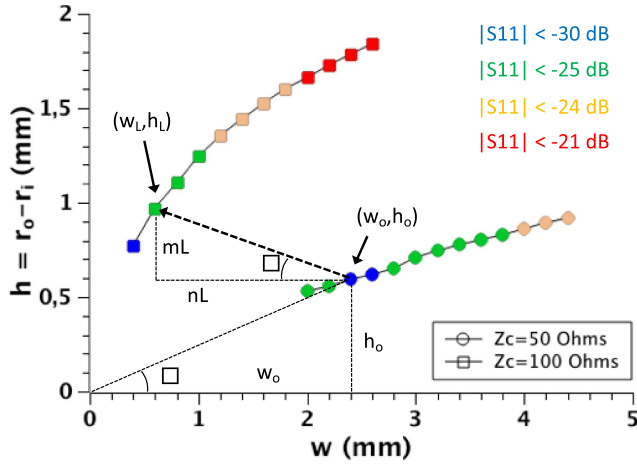 2
1,5
1
0,5
0
h = rₒ-rᵢ (mm)
|S11| < -30 dB
|S11| < -25 dB
|S11| < -24 dB
|S11| < -21 dB
(w_L,h_L)
(wₒ,hₒ)
mL
nL
hₒ
wₒ
Zc=50 Ohms
Zc=100 Ohms
0 1 2 3 4 5
w (mm)